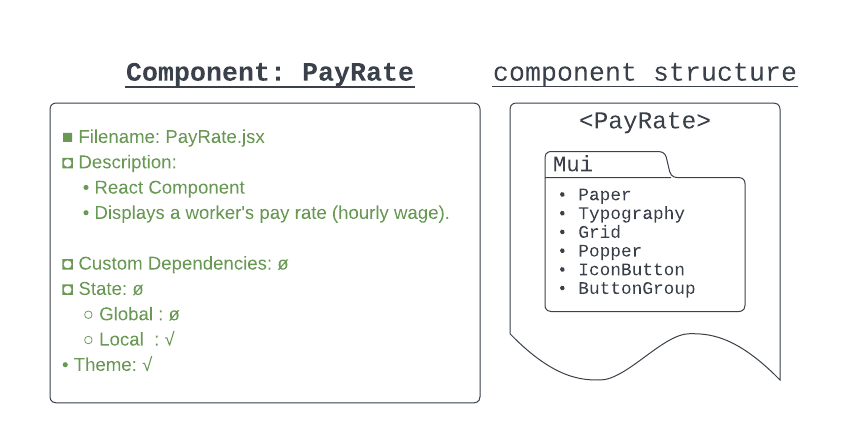 Component: PayRate
■ Filename: PayRate.jsx
◘ Description:
• React Component
• Displays a worker's pay rate (hourly wage).
◘ Custom Dependencies: ø
◘ State: ø
○ Global : ø
○ Local  : √
• Theme: √
component structure
<PayRate>
Mui
• Paper
• Typography
• Grid
• Popper
• IconButton
• ButtonGroup